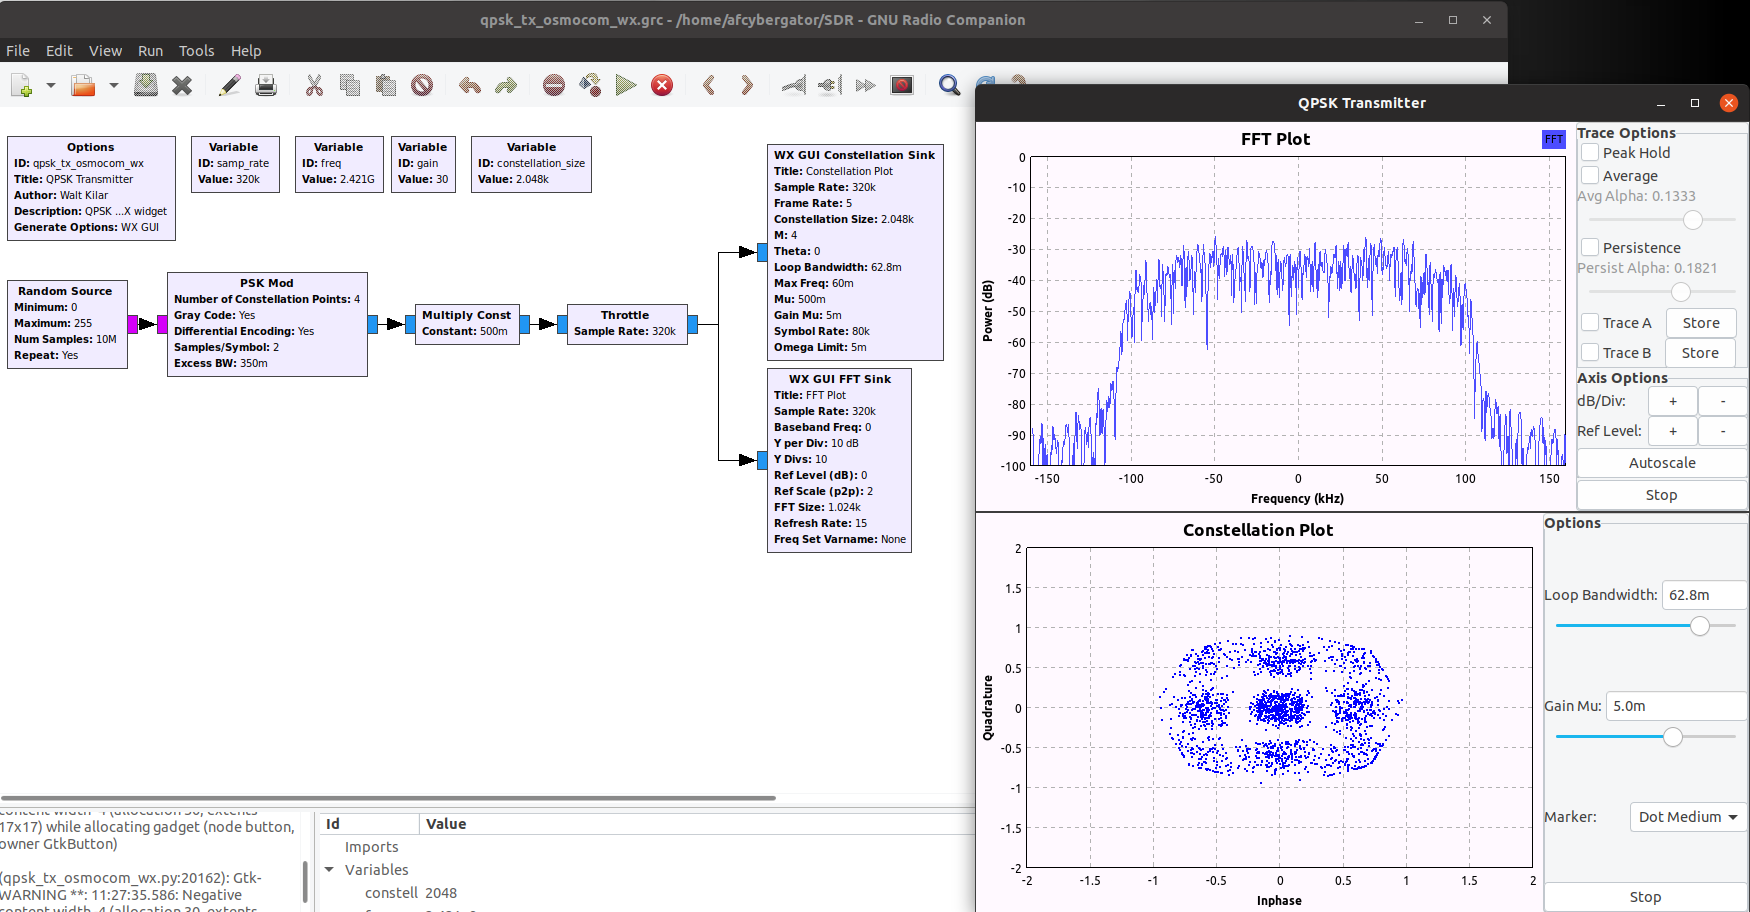 qpsk_tx_osmocom_wx.grc - /home/afcybergator/SDR - GNU Radio Companion
File Edit View Run Tools Help
Options
ID: qpsk_tx_osmocom_wx
Title: QPSK Transmitter
Author: Walt Kilar
Description: QPSK ...X widget
Generate Options: WX GUI
Variable
ID: samp_rate
Value: 320k
Variable
ID: freq
Value: 2.421G
Variable
ID: gain
Value: 30
Variable
ID: constellation_size
Value: 2.048k
Random Source
Minimum: 0
Maximum: 255
Num Samples: 10M
Repeat: Yes
PSK Mod
Number of Constellation Points: 4
Gray Code: Yes
Differential Encoding: Yes
Samples/Symbol: 2
Excess BW: 350m
Multiply Const
Constant: 500m
Throttle
Sample Rate: 320k
WX GUI Constellation Sink
Title: Constellation Plot
Sample Rate: 320k
Frame Rate: 5
Constellation Size: 2.048k
M: 4
Theta: 0
Loop Bandwidth: 62.8m
Max Freq: 60m
Mu: 500m
Gain Mu: 5m
Symbol Rate: 80k
Omega Limit: 5m
WX GUI FFT Sink
Title: FFT Plot
Sample Rate: 320k
Baseband Freq: 0
Y per Div: 10 dB
Y Divs: 10
Ref Level (dB): 0
Ref Scale (p2p): 2
FFT Size: 1.024k
Refresh Rate: 15
Freq Set Varname: None
content width -4 (allocation 30, extents
17x17) while allocating gadget (node button,
owner GtkButton)
(qpsk_tx_osmocom_wx.py:20162): Gtk-
WARNING **: 11:27:35.586: Negative
content width -4 (allocation 30, extents
Id Value
Imports
Variables
constell 2048
QPSK Transmitter
FFT Plot
FFT
Power (dB)
0
-10
-20
-30
-40
-50
-60
-70
-80
-90
-100
-150 -100 -50 0 50 100 150
Frequency (kHz)
Trace Options
Peak Hold
Average
Avg Alpha: 0.1333
Persistence
Persist Alpha: 0.1821
Trace A Store
Trace B Store
Axis Options
dB/Div: + -
Ref Level: + -
Autoscale
Stop
Constellation Plot
Quadrature
2
1.5
1
0.5
0
-0.5
-1
-1.5
-2
-2 -1.5 -1 -0.5 0 0.5 1 1.5 2
Inphase
Options
Loop Bandwidth: 62.8m
Gain Mu: 5.0m
Marker: Dot Medium
Stop